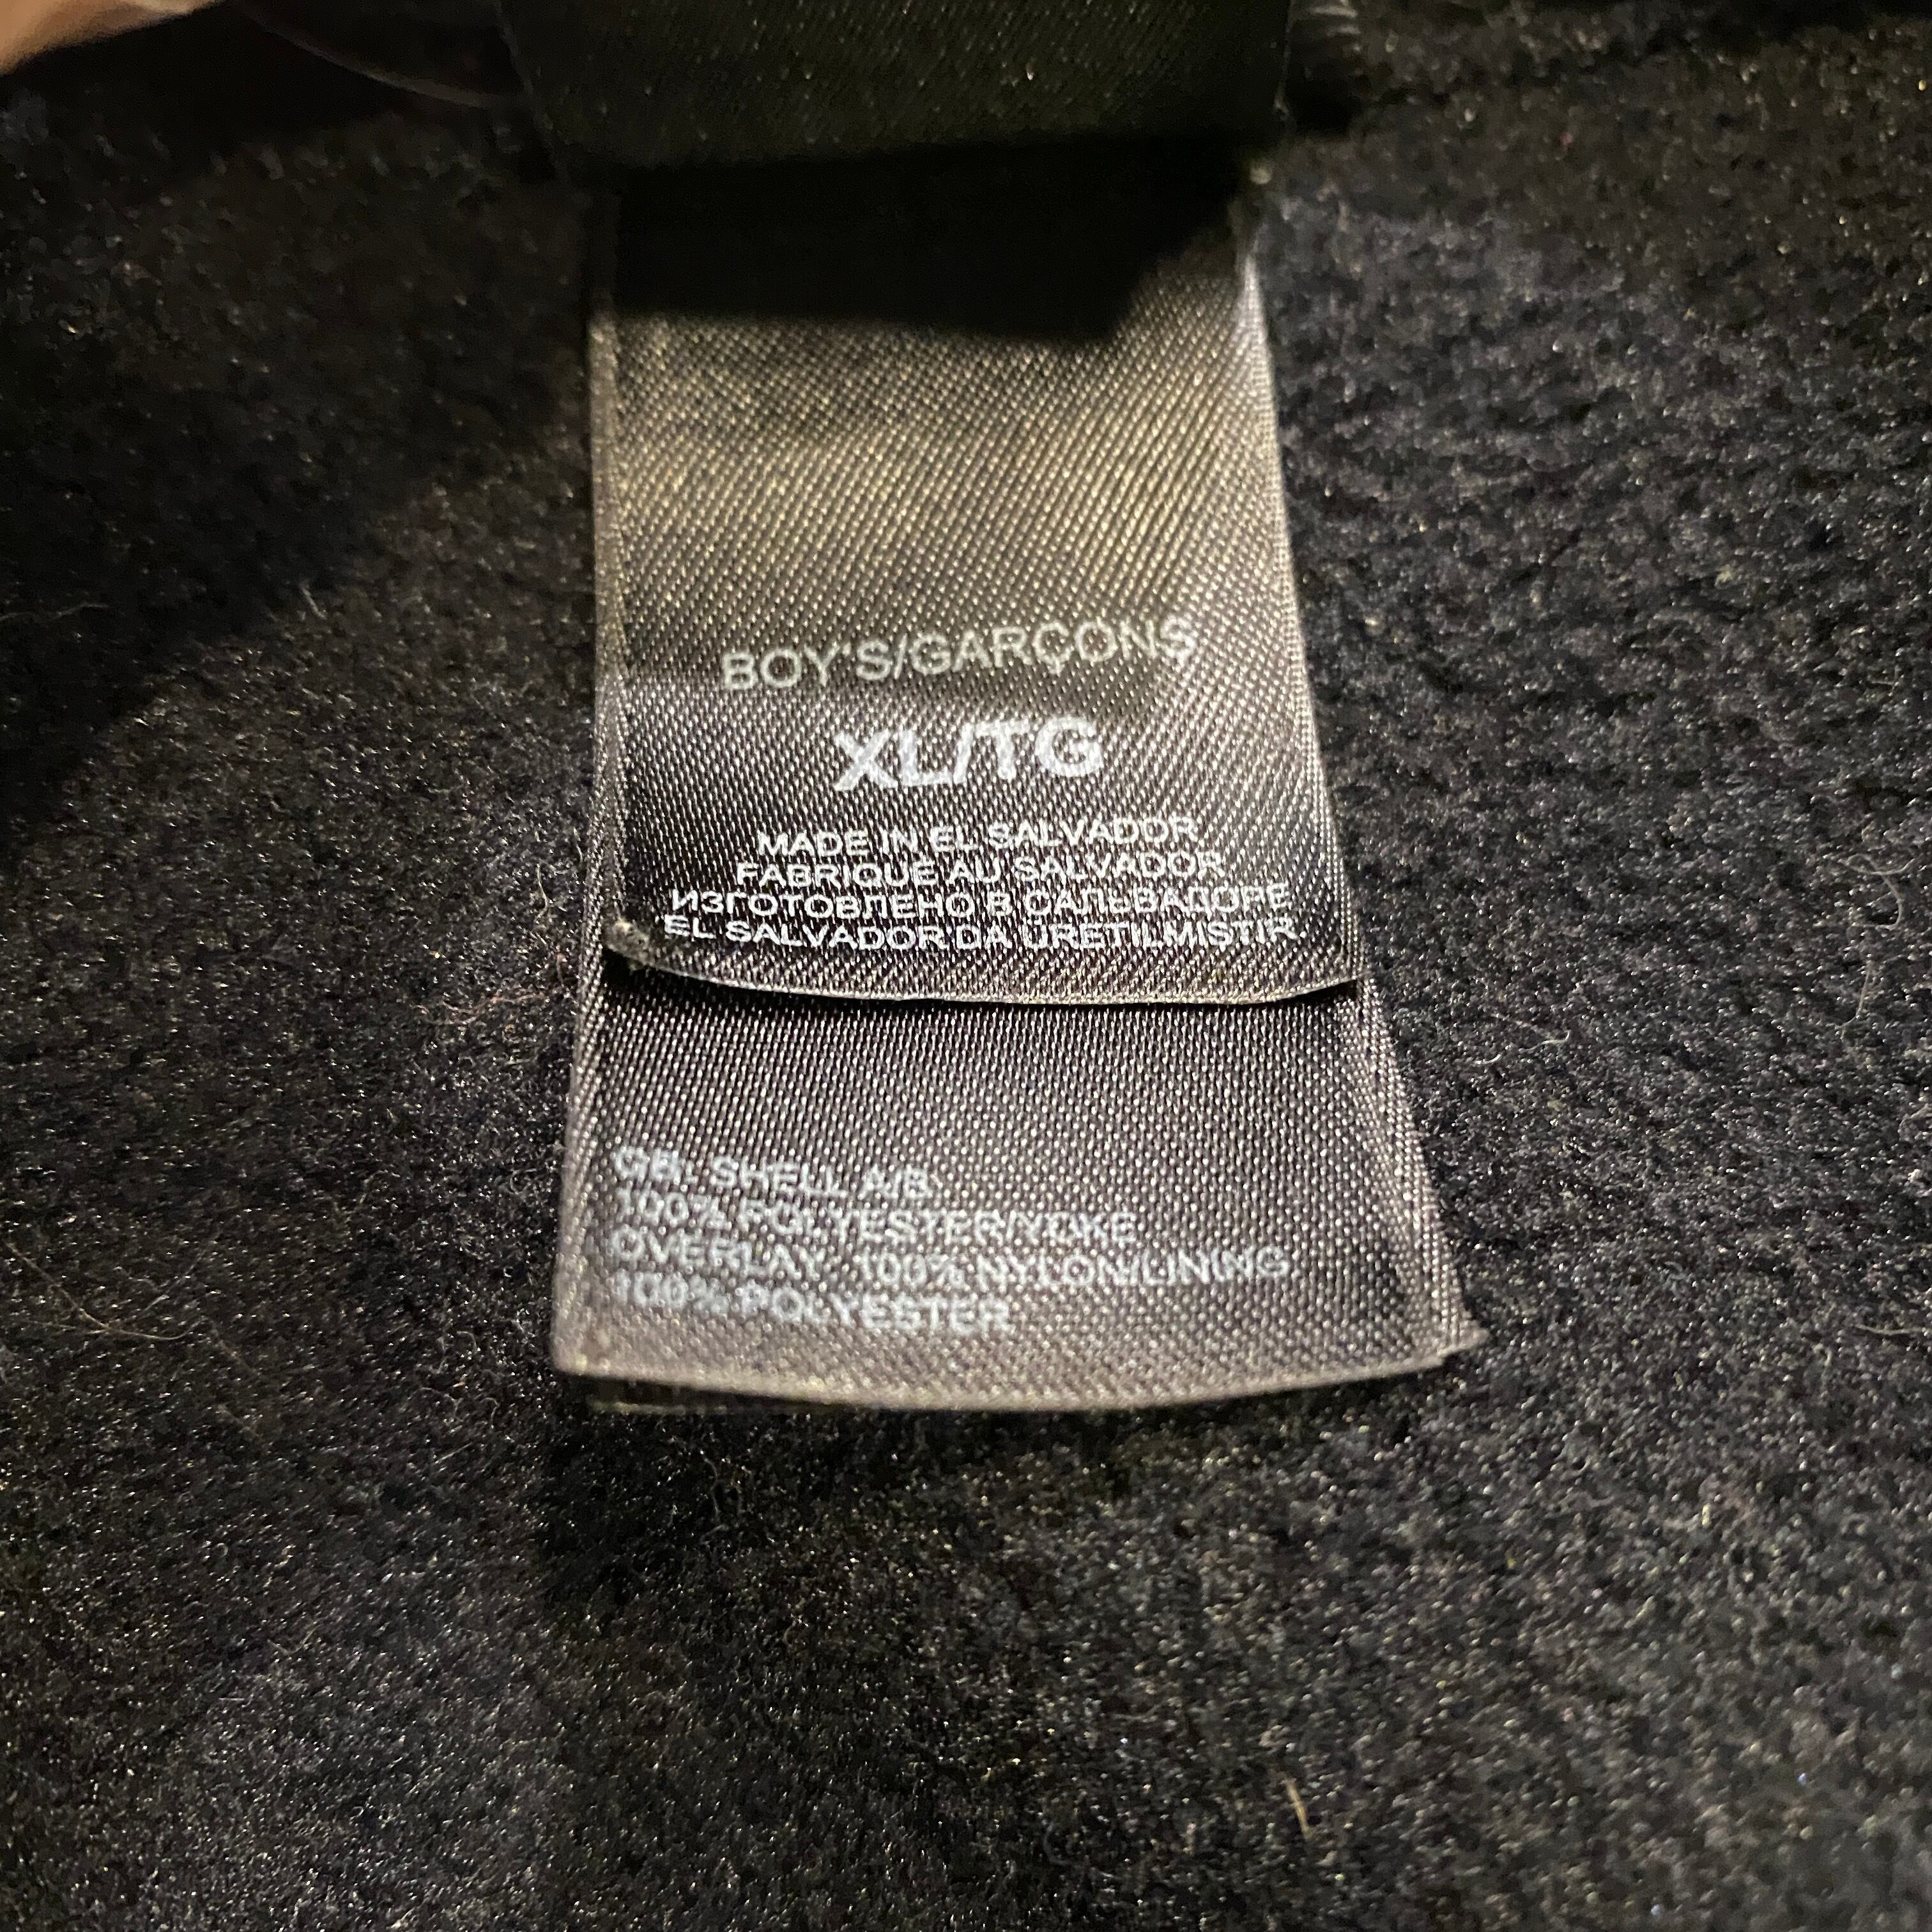 BOY'S/GARÇONS
XL/TG
MADE IN EL SALVADOR
FABRIQUE AU SALVADOR
ИЗГОТОВЛЕНО В САЛЬВАДОРЕ
EL SALVADOR'DA URETILMISTIR
GB: SHELL A/B:
100% POLYESTER/YOKE
OVERLAY: 100% NYLON/LINING:
100% POLYESTER